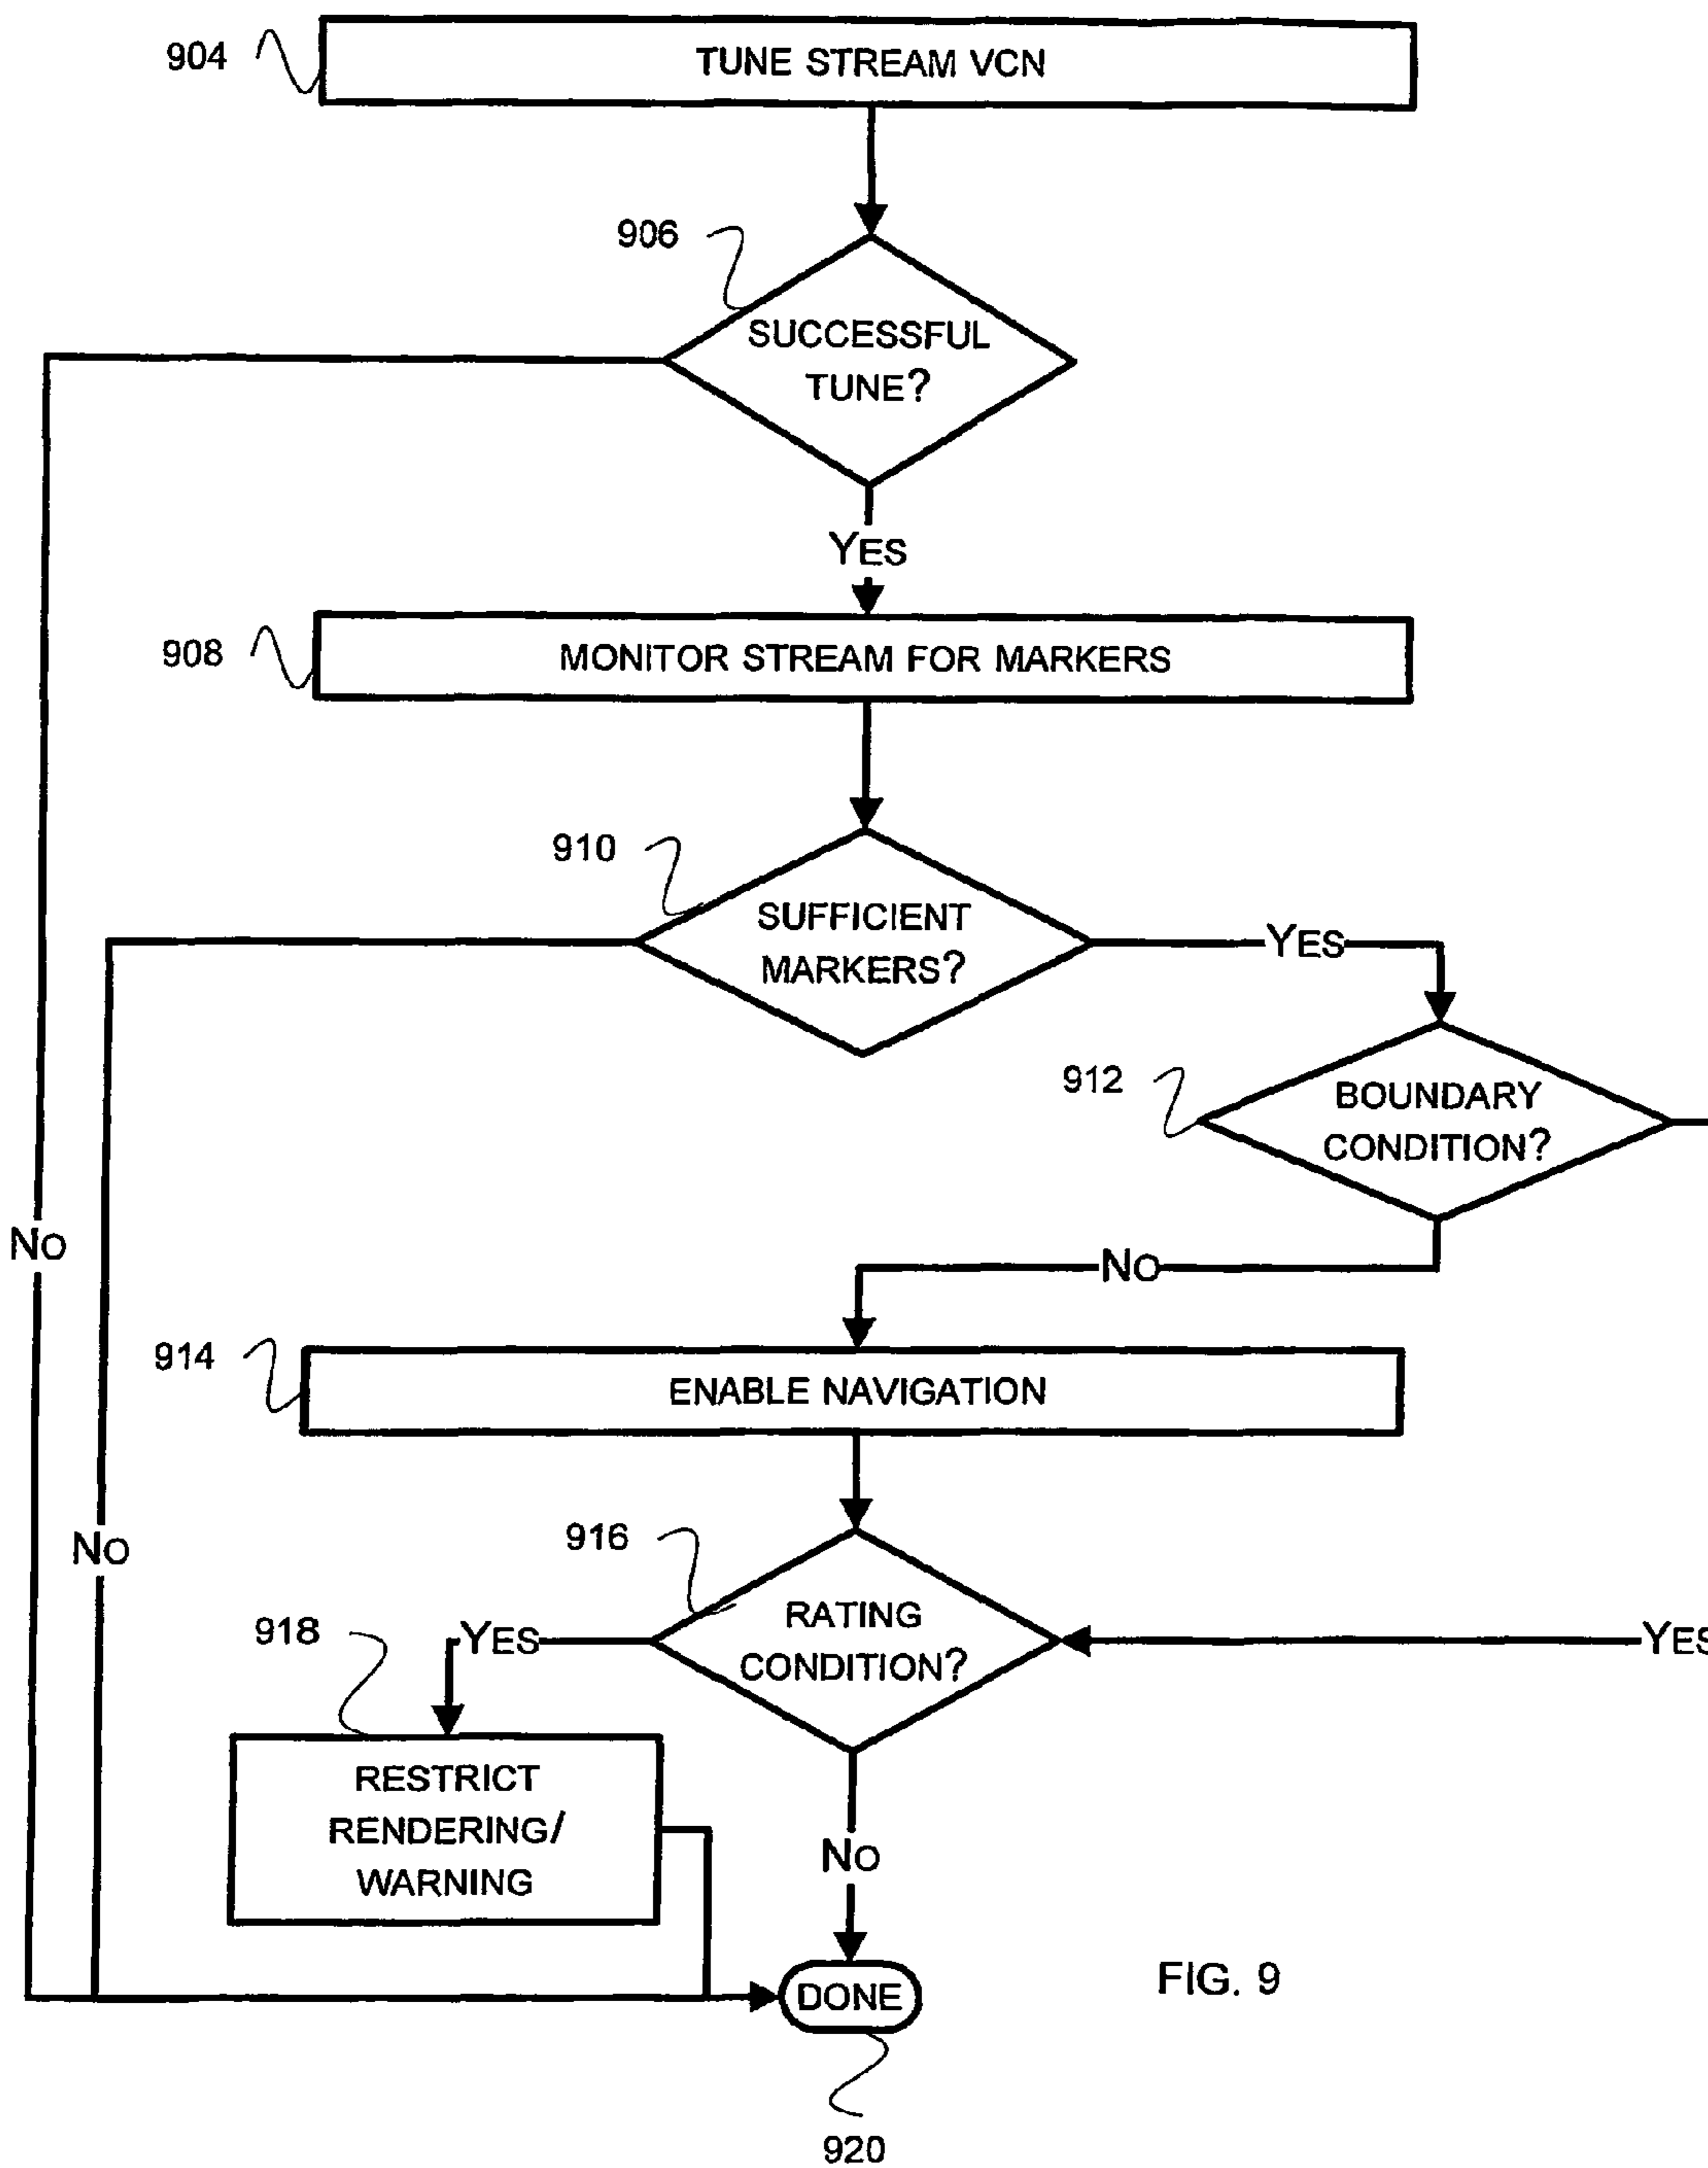 904
TUNE STREAM VCN
906
SUCCESSFUL
TUNE?
YES
908
MONITOR STREAM FOR MARKERS
910
SUFFICIENT
MARKERS?
YES
912
BOUNDARY
CONDITION?
NO
NO
914
ENABLE NAVIGATION
NO
916
RATING
CONDITION?
918
YES
YES
RESTRICT
RENDERING/
WARNING
NO
DONE
FIG. 9
920